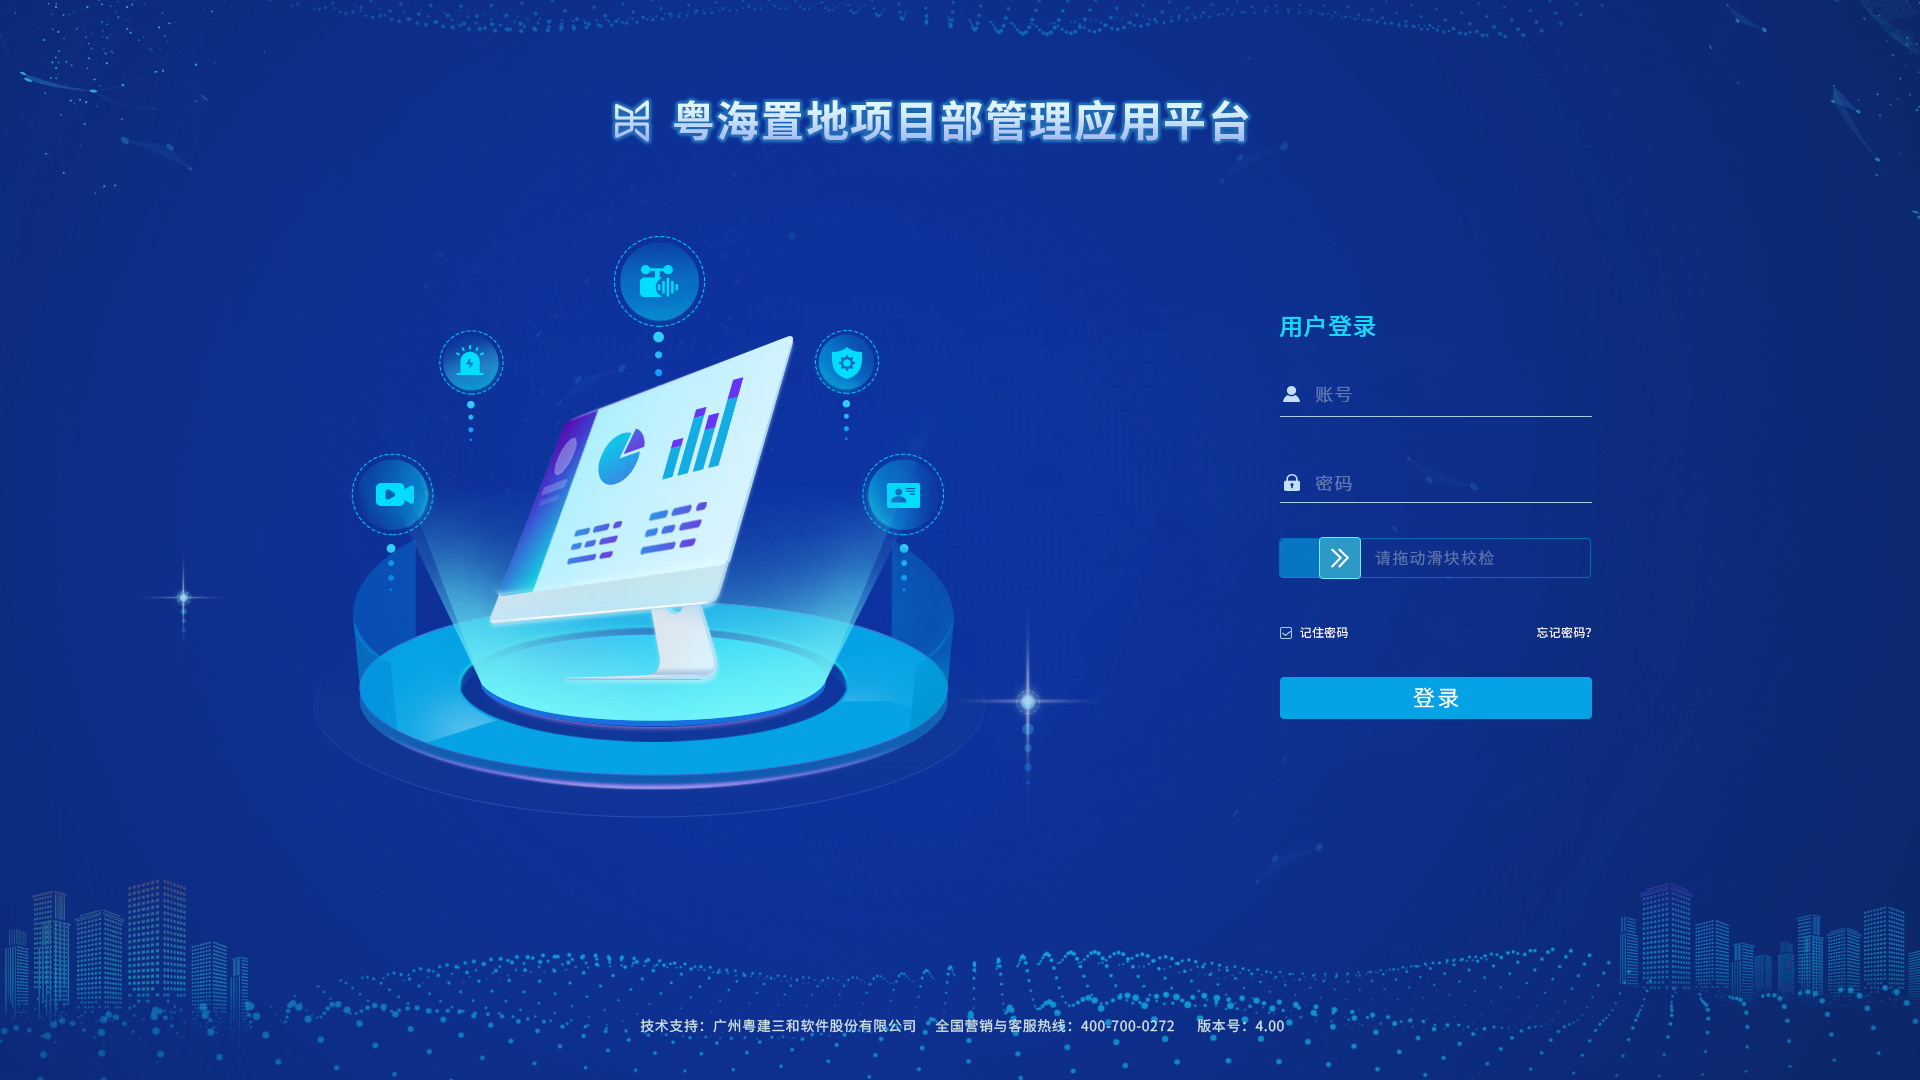 粤海置地项目部管理应用平台
用户登录
账号
密码
请拖动滑块校检
记住密码 忘记密码?
登录
技术支持：广州粤建三和软件股份有限公司 全国营销与客服热线：400-700-0272 版本号：4.00